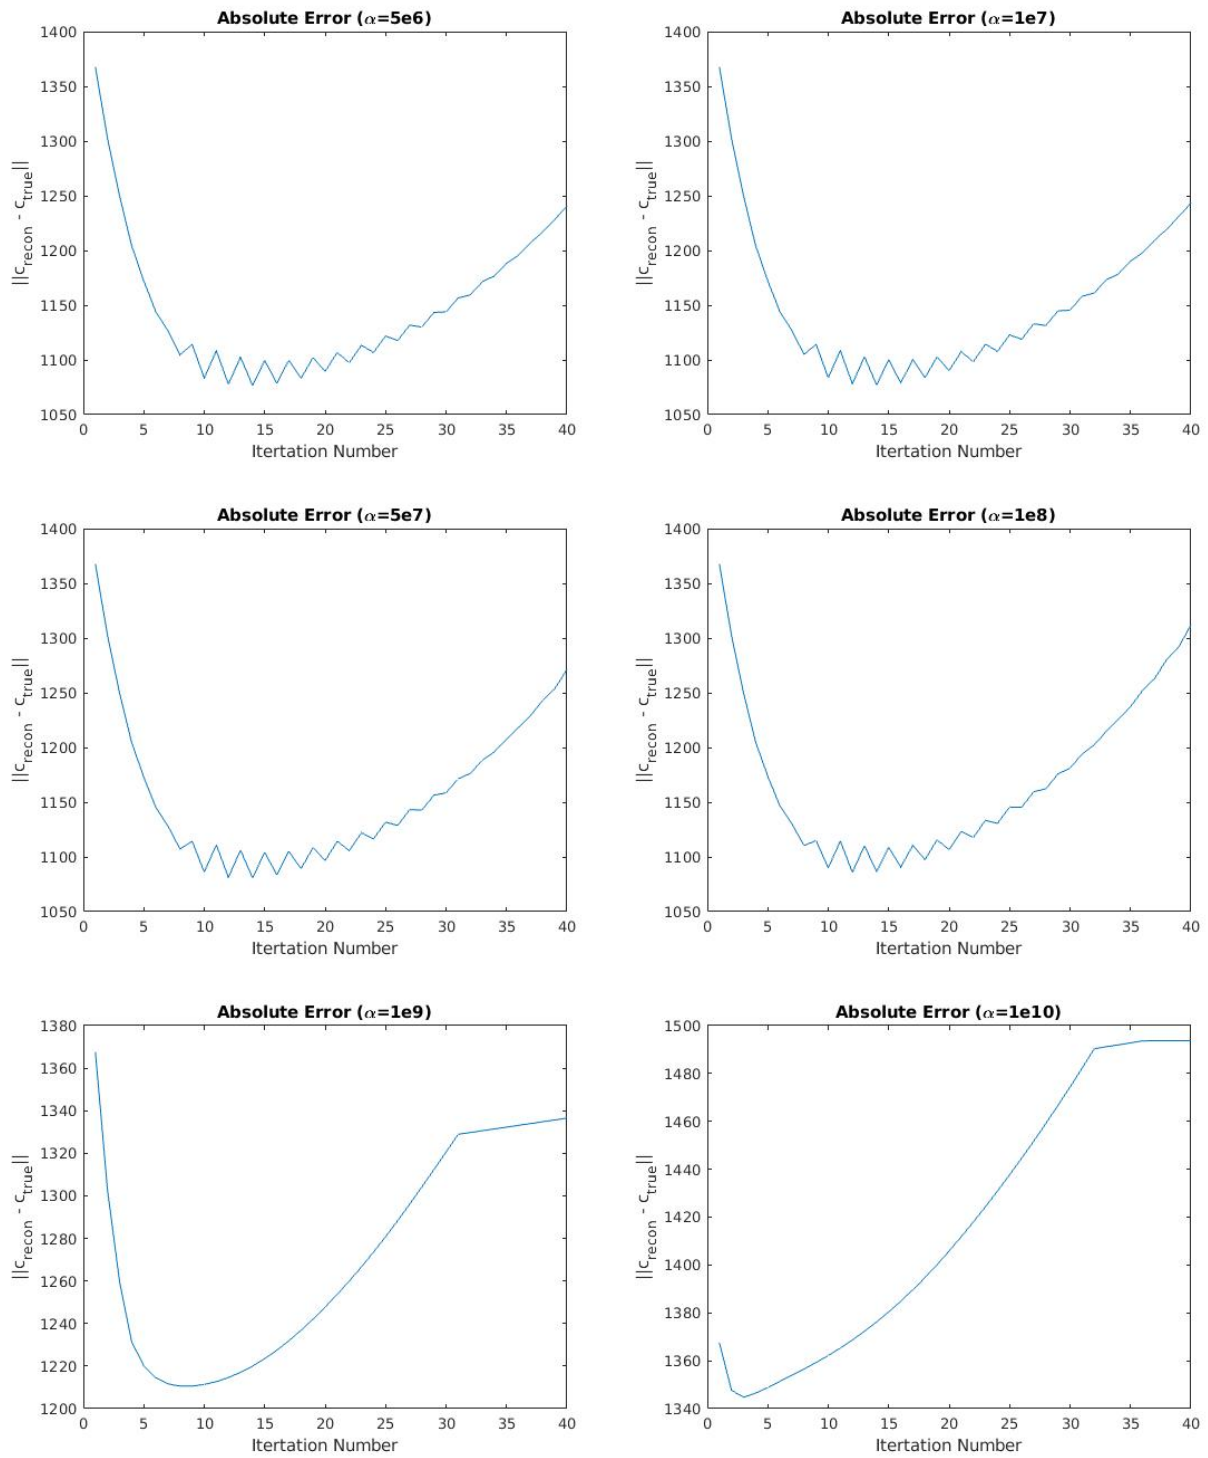 Absolute Error (α=5e6)
||c_recon - c_true||
1400
1350
1300
1250
1200
1150
1100
1050
0 5 10 15 20 25 30 35 40
Itertation Number
Absolute Error (α=1e7)
||c_recon - c_true||
1400
1350
1300
1250
1200
1150
1100
1050
0 5 10 15 20 25 30 35 40
Itertation Number
Absolute Error (α=5e7)
||c_recon - c_true||
1400
1350
1300
1250
1200
1150
1100
1050
0 5 10 15 20 25 30 35 40
Itertation Number
Absolute Error (α=1e8)
||c_recon - c_true||
1400
1350
1300
1250
1200
1150
1100
1050
0 5 10 15 20 25 30 35 40
Itertation Number
Absolute Error (α=1e9)
||c_recon - c_true||
1380
1360
1340
1320
1300
1280
1260
1240
1220
1200
0 5 10 15 20 25 30 35 40
Itertation Number
Absolute Error (α=1e10)
||c_recon - c_true||
1500
1480
1460
1440
1420
1400
1380
1360
1340
0 5 10 15 20 25 30 35 40
Itertation Number